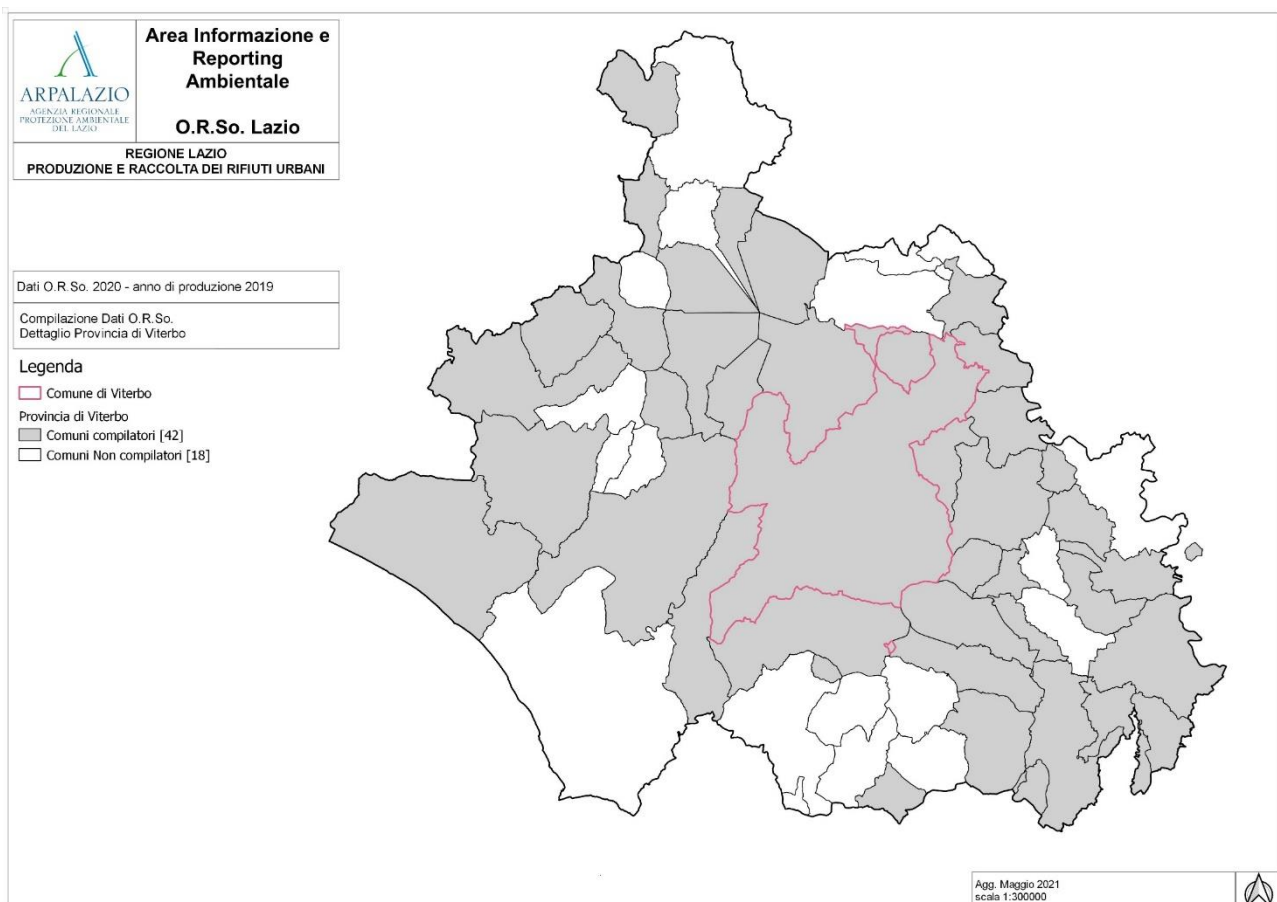 ARPALAZIO
AGENZIA REGIONALE
PROTEZIONE AMBIENTALE
DEL LAZIO
Area Informazione e
Reporting
Ambientale
O.R.So. Lazio
REGIONE LAZIO
PRODUZIONE E RACCOLTA DEI RIFIUTI URBANI
Dati O.R.So. 2020 - anno di produzione 2019
Compilazione Dati O.R.So.
Dettaglio Provincia di Viterbo
Legenda
Comune di Viterbo
Provincia di Viterbo
Comuni compilatori [42]
Comuni Non compilatori [18]
Agg. Maggio 2021
scala 1:300000